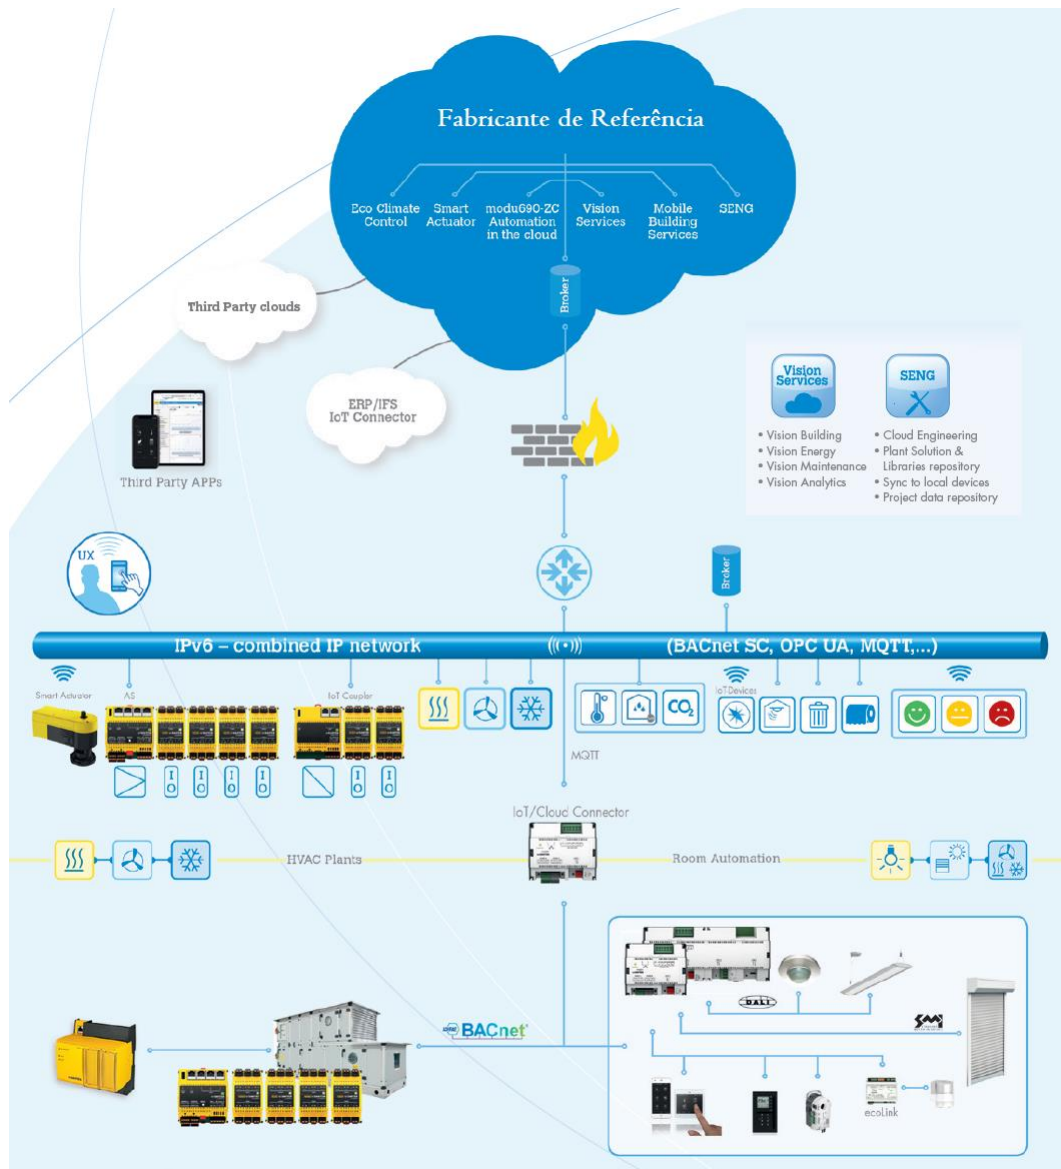 Fabricante de Referência
Eco Climate
Control
Smart
Actuator
modu690-ZC
Automation
in the cloud
Vision
Services
Mobile
Building
Services
SENG
Broker
Third Party clouds
ERP/IFS
IoT Connector
Third Party APPs
Vision
Services
• Vision Building
• Vision Energy
• Vision Maintenance
• Vision Analytics
SENG
• Cloud Engineering
• Plant Solution &
Libraries repository
• Sync to local devices
• Project data repository
UX
Broker
IPv6 – combined IP network
(BACnet SC, OPC UA, MQTT,...)
Smart Actuator
AS
IoT Coupler
IoT Devices
CO2
I
O
I
O
I
O
I
O
I
O
I
O
MQTT
IoT/Cloud Connector
HVAC Plants
Room Automation
BACnet
DALI
SMI
ecoLink